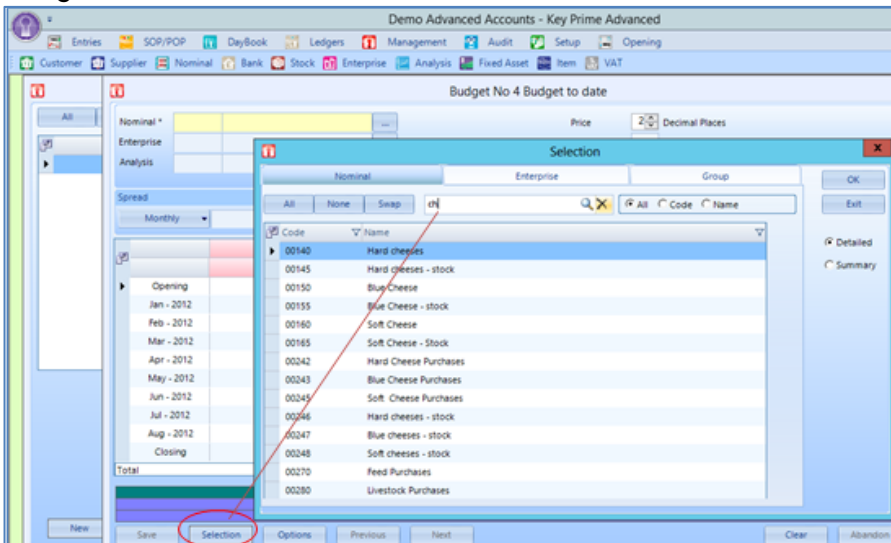 Demo Advanced Accounts - Key Prime Advanced
Entries SOP/POP DayBook Ledgers Management Audit Setup Opening
Customer Supplier Nominal Bank Stock Enterprise Analysis Fixed Asset Item VAT
Budget No 4 Budget to date
All
Nominal * ... Price 2 Decimal Places
Enterprise
Analysis
Spread
Monthly
Opening
Jan - 2012
Feb - 2012
Mar - 2012
Apr - 2012
May - 2012
Jun - 2012
Jul - 2012
Aug - 2012
Closing
Total
Selection x
Nominal Enterprise Group
All None Swap ch All Code Name
OK
Exit
Detailed
Summary
Code Name
00140 Hard cheeses
00145 Hard cheeses - stock
00150 Blue Cheese
00155 Blue Cheese - stock
00160 Soft Cheese
00165 Soft Cheese - Stock
00242 Hard Cheese Purchases
00243 Blue Cheese Purchases
00245 Soft Cheese Purchases
00246 Hard cheeses - stock
00247 Blue cheeses - stock
00248 Soft cheeses - stock
00270 Feed Purchases
00280 Livestock Purchases
New Save Selection Options Previous Next Clear Abandon